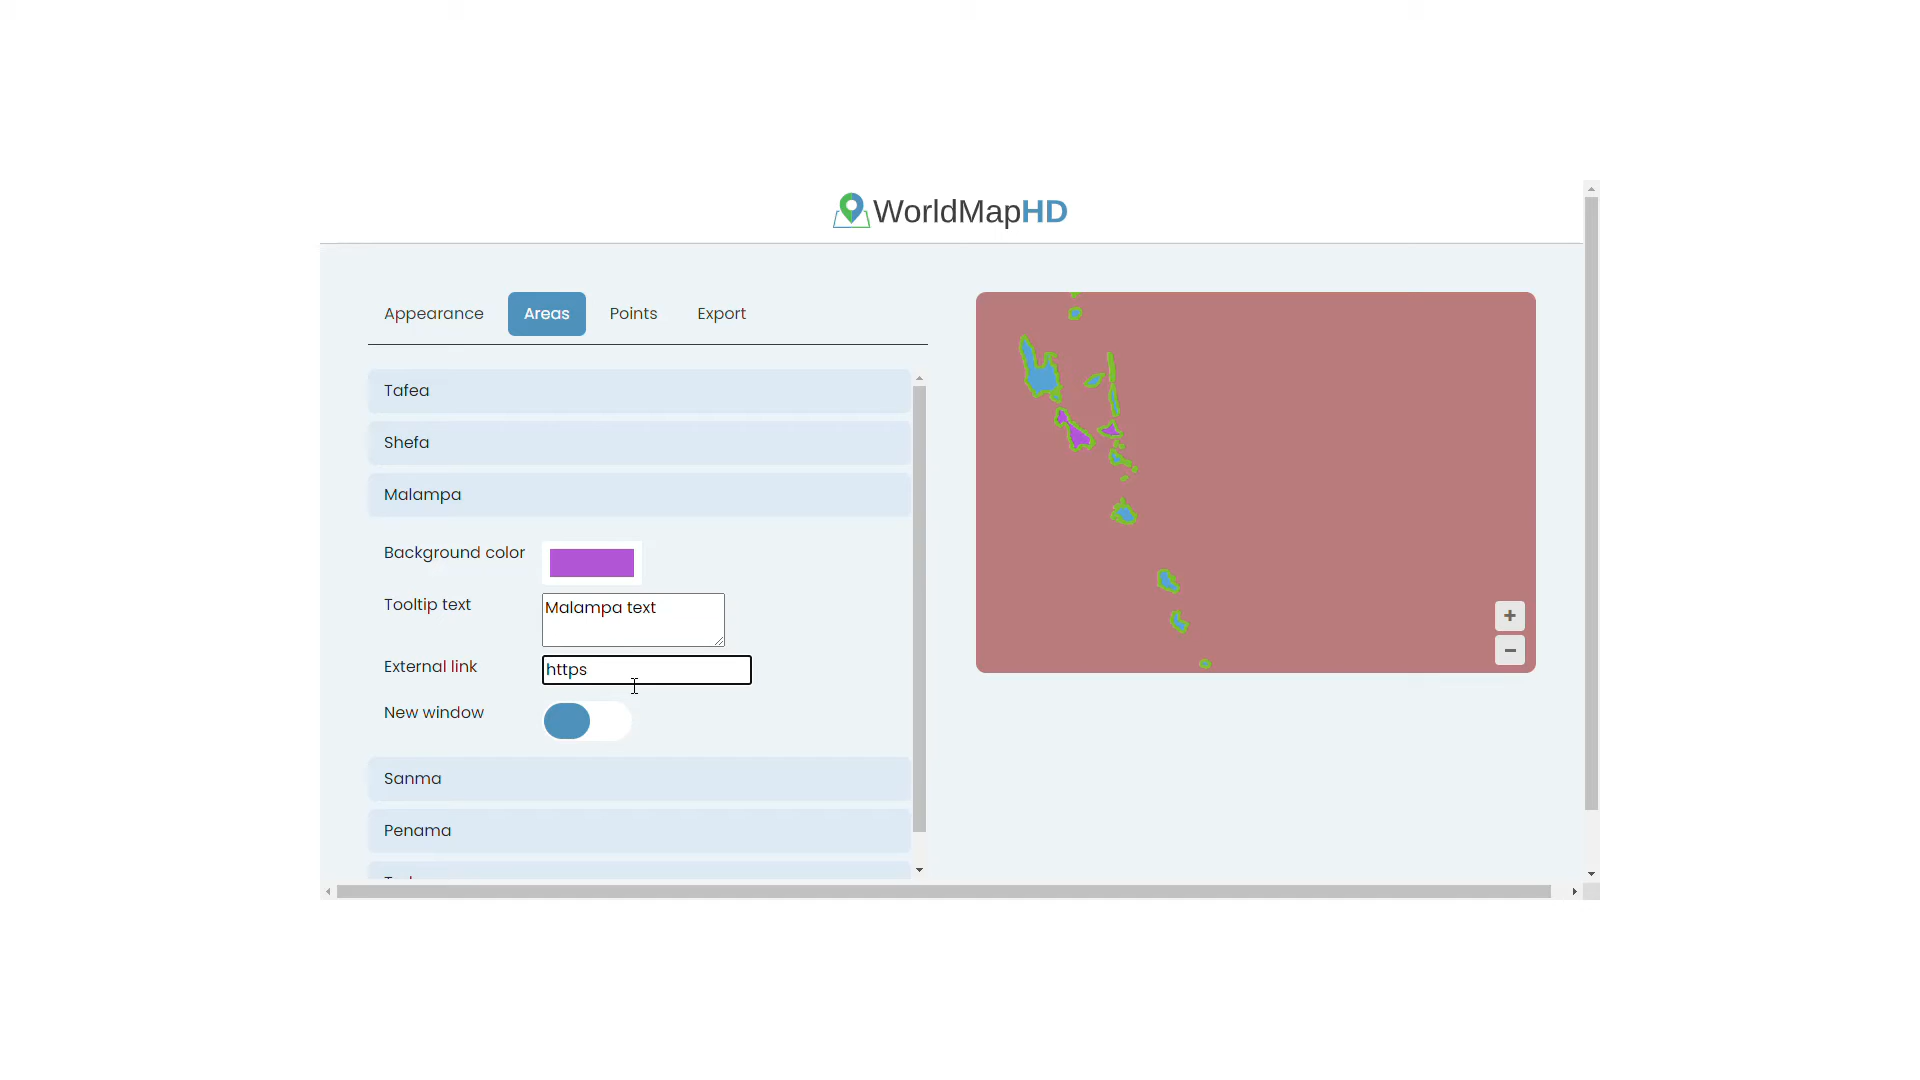 WorldMapHD
Appearance Areas Points Export
Tafea
Shefa
Malampa
Background color
Tooltip text Malampa text
External link https
New window
Sanma
Penama